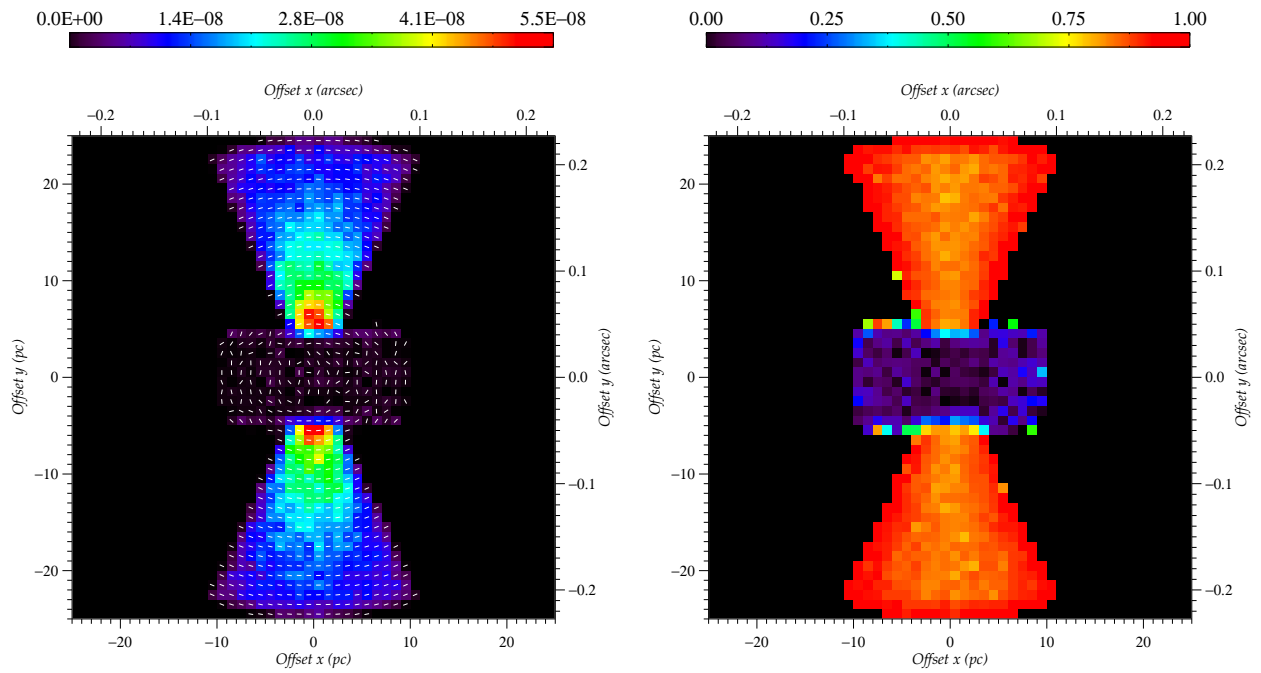 0.0E+00 1.4E−08 2.8E−08 4.1E−08 5.5E−08
Offset x (arcsec)
−0.2 −0.1 0.0 0.1 0.2
20
10
0
−10
−20
Offset y (pc)
0.2
0.1
0.0
−0.1
−0.2
Offset y (arcsec)
−20 −10 0 10 20
Offset x (pc)
0.00 0.25 0.50 0.75 1.00
Offset x (arcsec)
−0.2 −0.1 0.0 0.1 0.2
20
10
0
−10
−20
Offset y (pc)
0.2
0.1
0.0
−0.1
−0.2
Offset y (arcsec)
−20 −10 0 10 20
Offset x (pc)